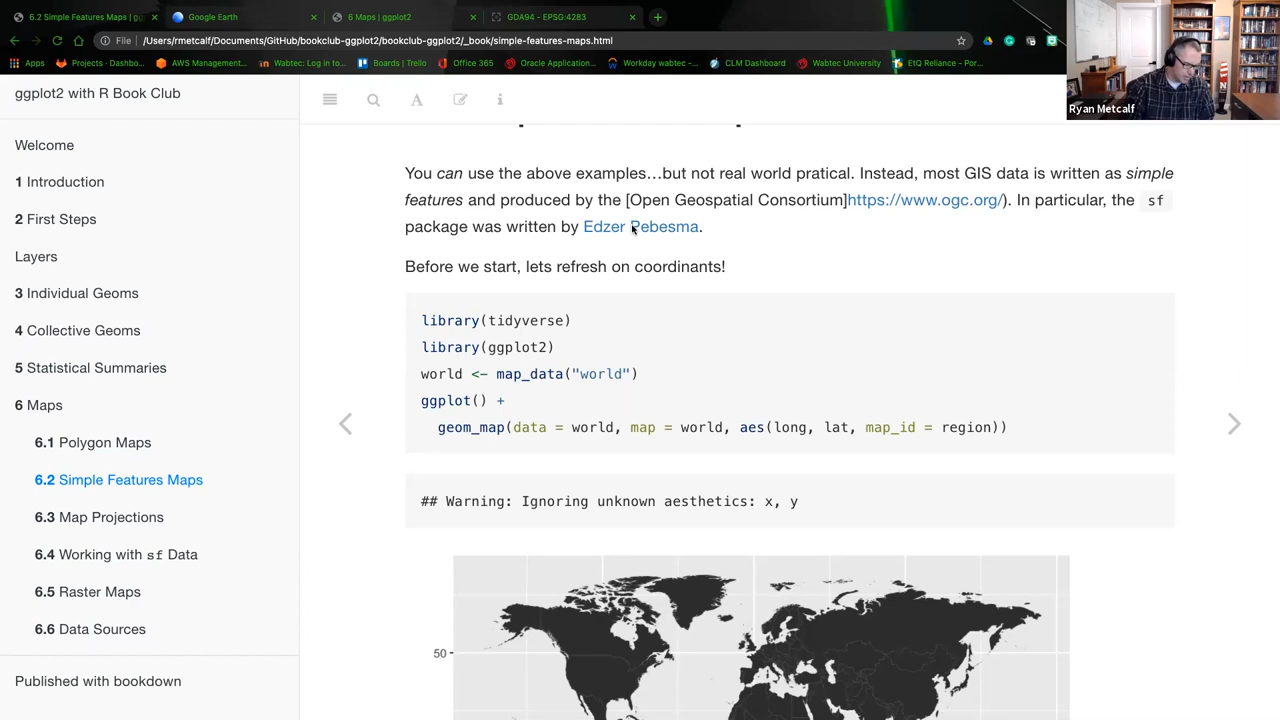 6.2 Simple Features Maps | gg
Google Earth
6 Maps | ggplot2
GDA94 - EPSG:4283
File
/Users/rmetcalf/Documents/GitHub/bookclub-ggplot2/bookclub-ggplot2/_book/simple-features-maps.html
Apps
Projects · Dashbo...
AWS Management...
Wabtec: Log in to...
Boards | Trello
Office 365
Oracle Application...
Workday wabtec -...
CLM Dashboard
Wabtec University
EtQ Reliance - Por...
Ryan Metcalf
ggplot2 with R Book Club
Welcome
1 Introduction
2 First Steps
Layers
3 Individual Geoms
4 Collective Geoms
5 Statistical Summaries
6 Maps
6.1 Polygon Maps
6.2 Simple Features Maps
6.3 Map Projections
6.4 Working with sf Data
6.5 Raster Maps
6.6 Data Sources
Published with bookdown
You can use the above examples…but not real world pratical. Instead, most GIS data is written as simple
features and produced by the [Open Geospatial Consortium]https://www.ogc.org/). In particular, the sf
package was written by Edzer Pebesma.
Before we start, lets refresh on coordinants!
library(tidyverse)
library(ggplot2)
world <- map_data("world")
ggplot() +
geom_map(data = world, map = world, aes(long, lat, map_id = region))
## Warning: Ignoring unknown aesthetics: x, y
50